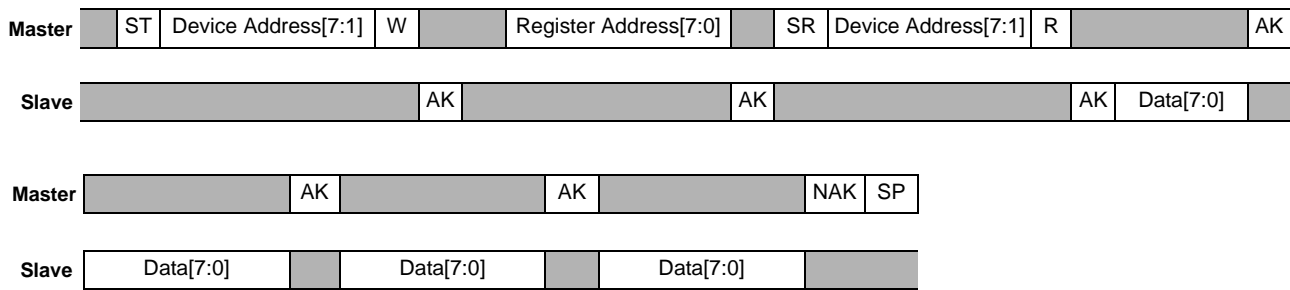 Master ST Device Address[7:1] W Register Address[7:0] SR Device Address[7:1] R AK
Slave AK AK AK Data[7:0]
Master AK AK NAK SP
Slave Data[7:0] Data[7:0] Data[7:0]